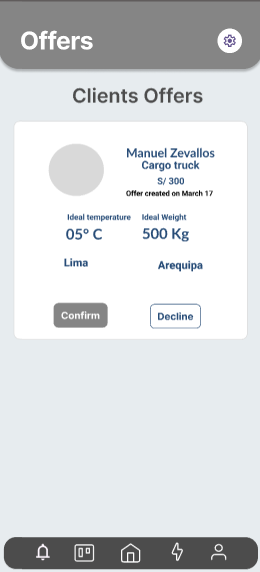 Offers
Clients Offers
Manuel Zevallos
Cargo truck
S/ 300
Offer created on March 17
Ideal temperature Ideal Weight
05° C 500 Kg
Lima Arequipa
Confirm Decline